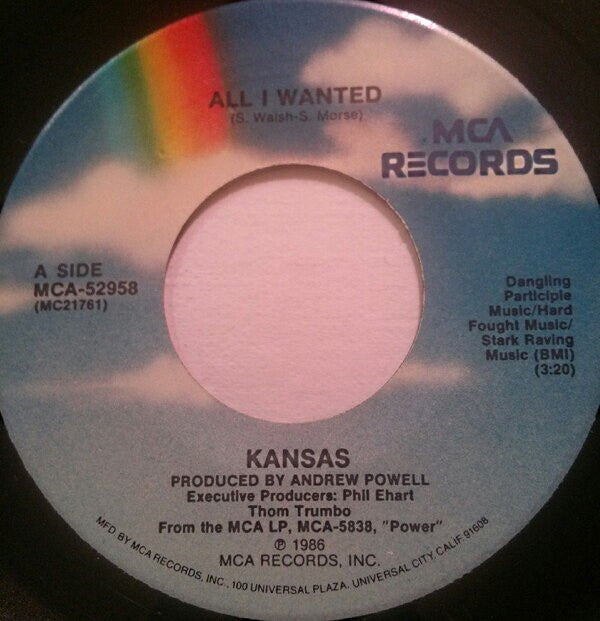 ALL I WANTED
(S. Walsh-S. Morse)
MCA
RECORDS
A SIDE
MCA-52958
(MC21761)
Dangling
Participle
Music/Hard
Fought Music/
Stark Raving
Music (BMI)
(3:20)
KANSAS
PRODUCED BY ANDREW POWELL
Executive Producers: Phil Ehart
Thom Trumbo
From the MCA LP, MCA-5838, "Power"
℗ 1986
MCA RECORDS, INC.
MFD BY MCA RECORDS, INC., 100 UNIVERSAL PLAZA, UNIVERSAL CITY, CALIF. 91608